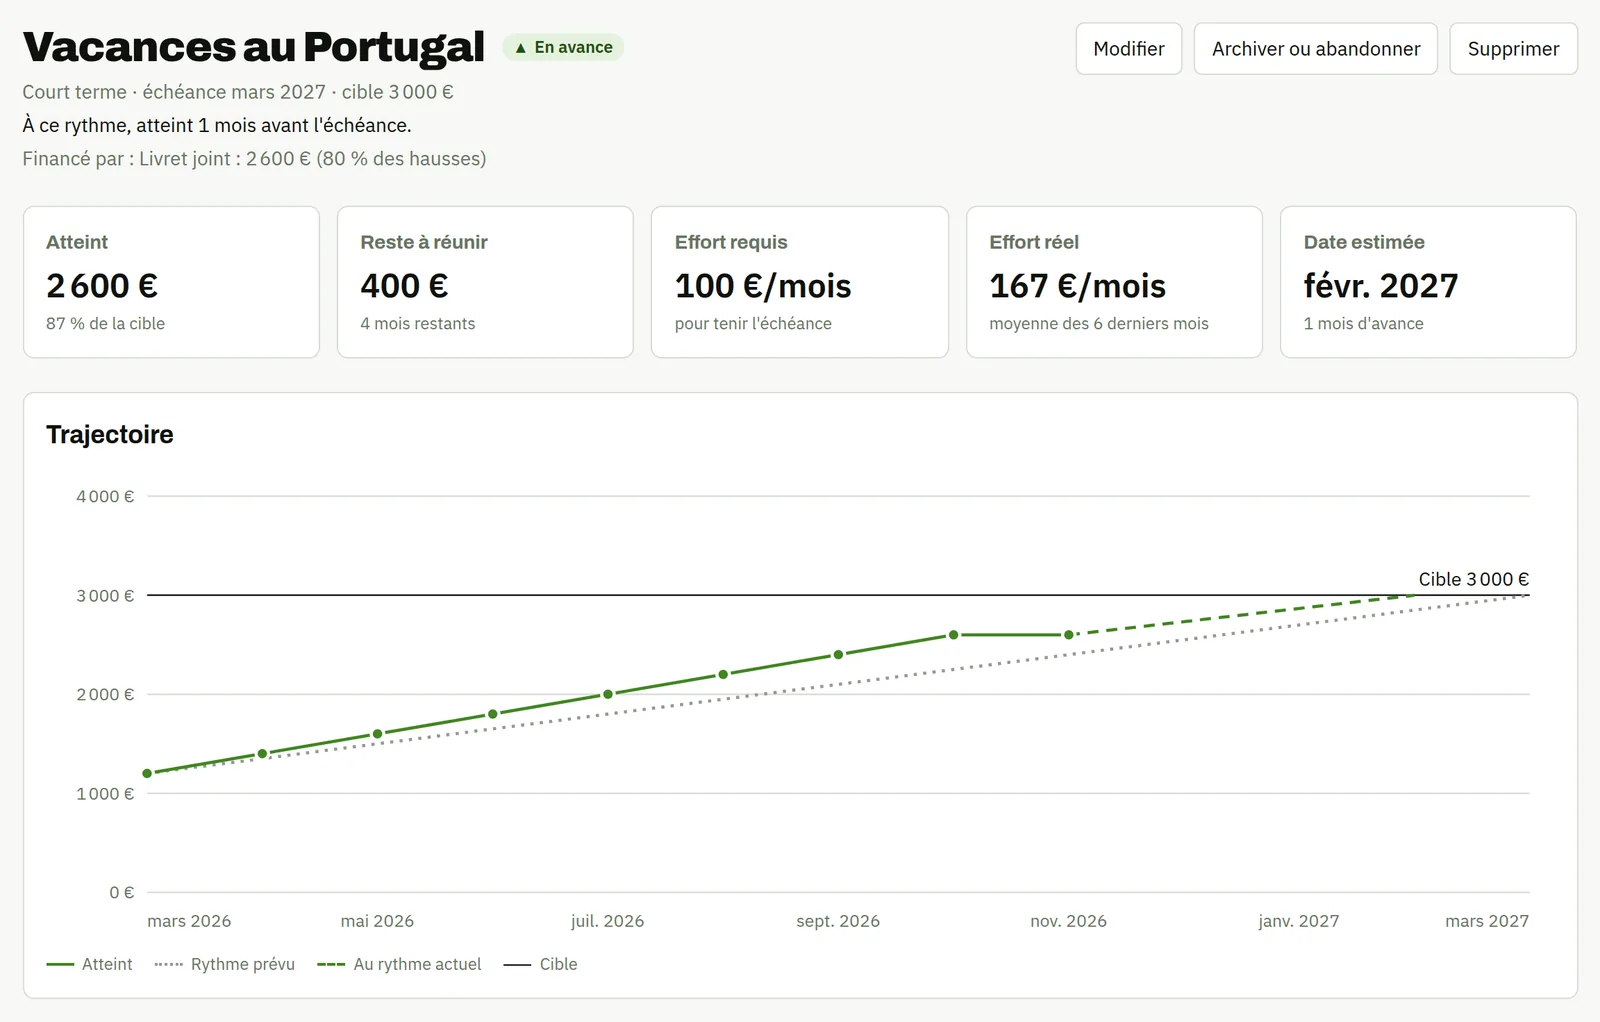 Vacances au Portugal
▲ En avance
Modifier
Archiver ou abandonner
Supprimer
Court terme · échéance mars 2027 · cible 3 000 €
À ce rythme, atteint 1 mois avant l'échéance.
Financé par : Livret joint : 2 600 € (80 % des hausses)
Atteint
2 600 €
87 % de la cible
Reste à réunir
400 €
4 mois restants
Effort requis
100 €/mois
pour tenir l'échéance
Effort réel
167 €/mois
moyenne des 6 derniers mois
Date estimée
févr. 2027
1 mois d'avance
Trajectoire
4 000 €
Cible 3 000 €
3 000 €
2 000 €
1 000 €
0 €
mars 2026
mai 2026
juil. 2026
sept. 2026
nov. 2026
janv. 2027
mars 2027
Atteint
Rythme prévu
Au rythme actuel
Cible